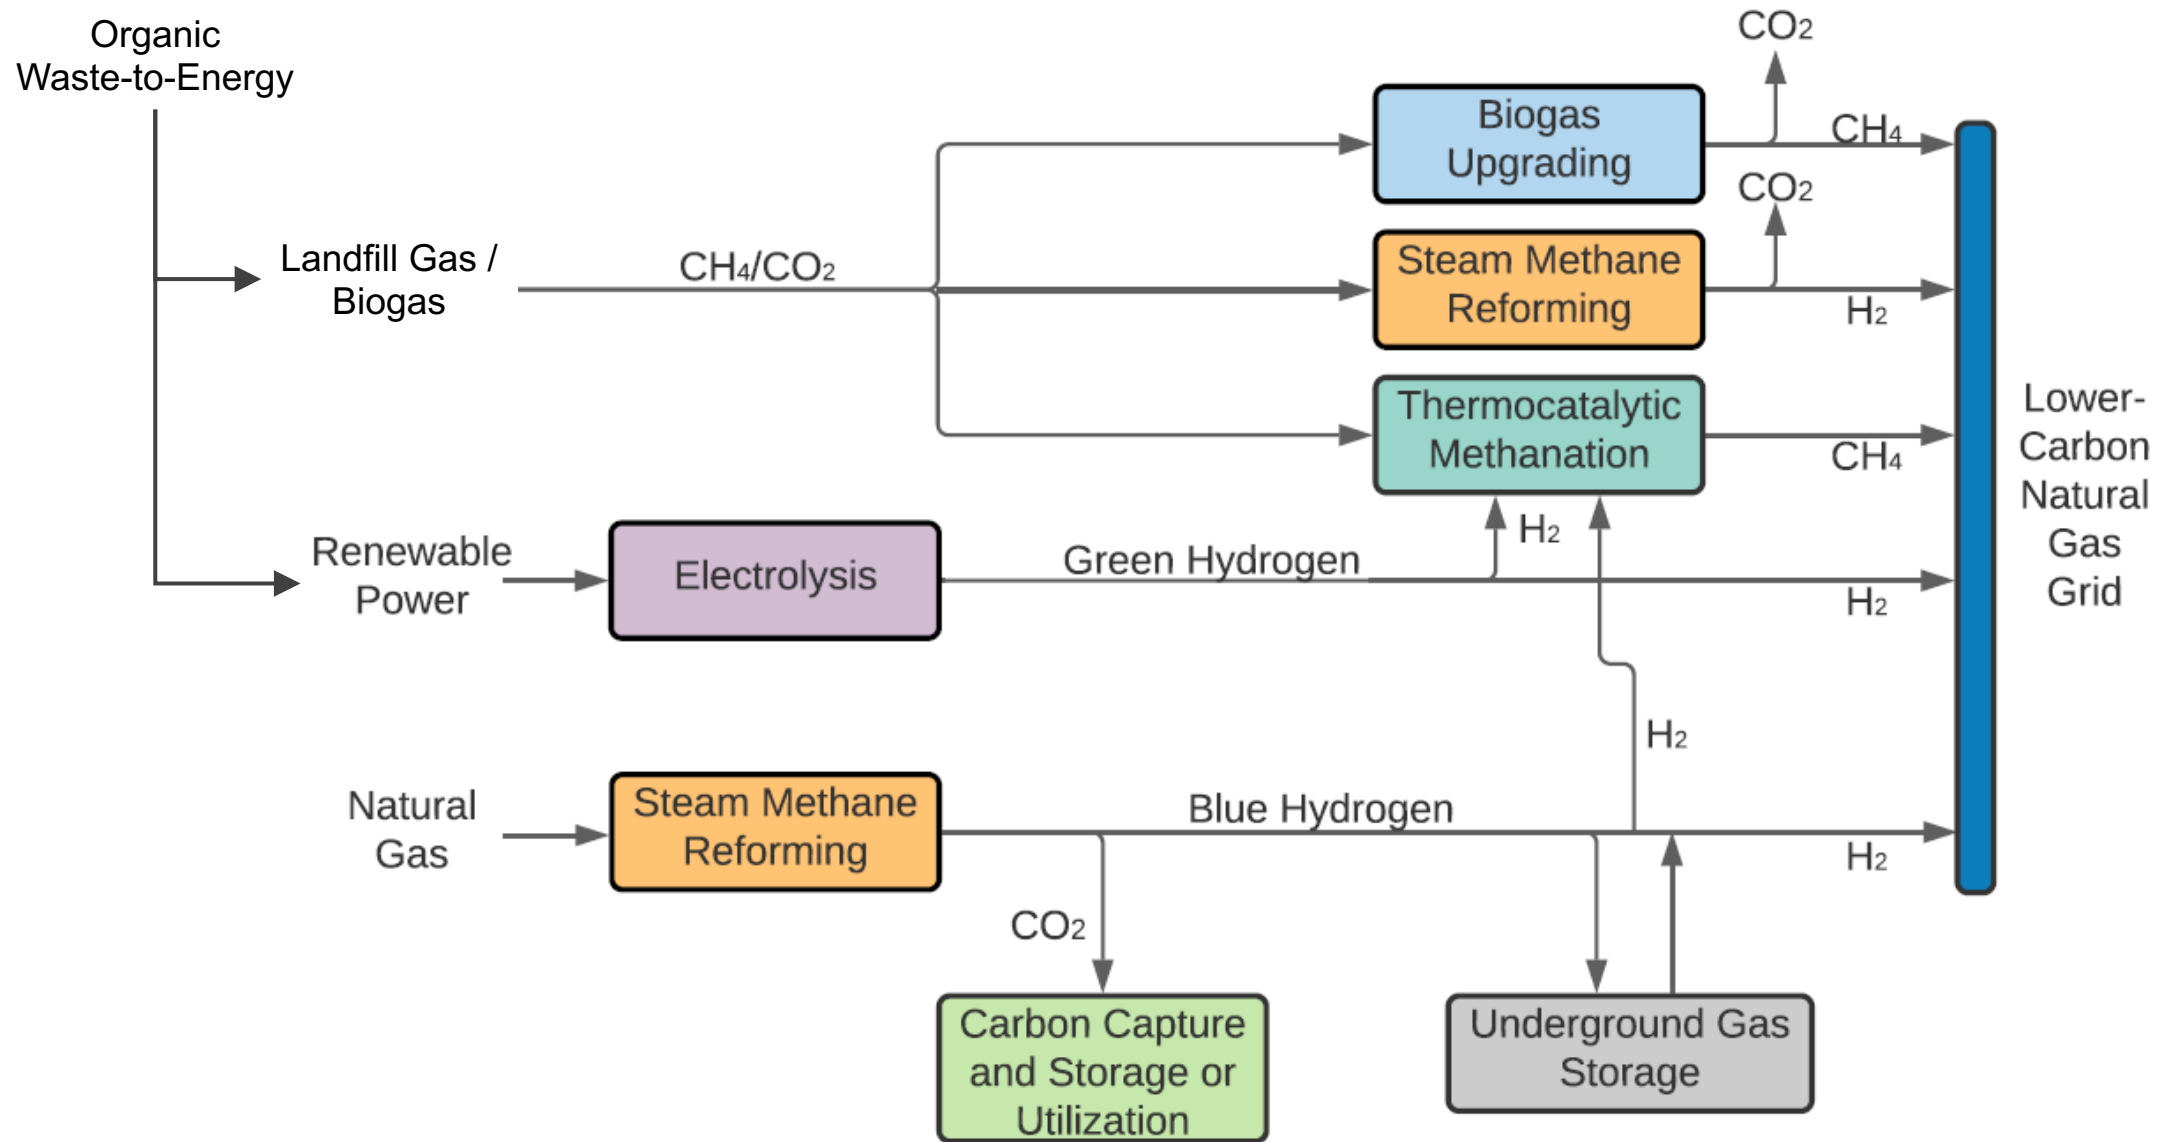 Organic
Waste-to-Energy
CO2
Biogas
Upgrading
CH4
CO2
Landfill Gas /
Biogas
CH4/CO2
Steam Methane
Reforming
H2
Thermocatalytic
Methanation
CH4
Lower-
Carbon
Natural
Gas
Grid
Renewable
Power
Electrolysis
Green Hydrogen
H2
H2
H2
Natural
Gas
Steam Methane
Reforming
Blue Hydrogen
H2
CO2
Carbon Capture
and Storage or
Utilization
Underground Gas
Storage